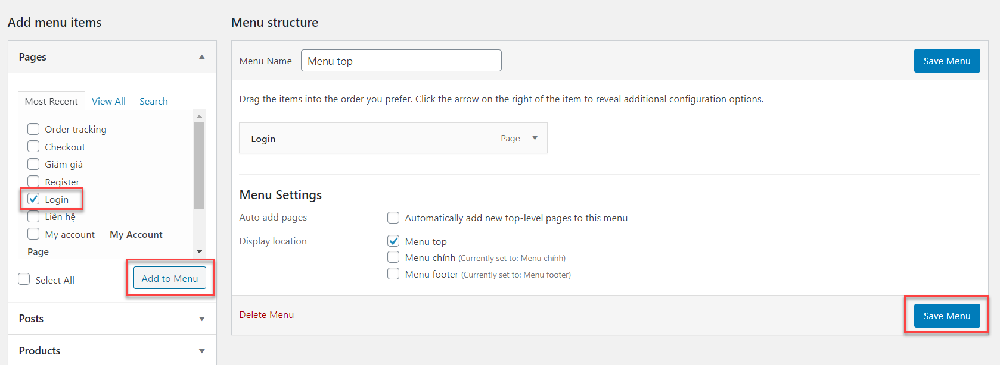 Add menu items
Pages
Most Recent View All Search
Order tracking
Checkout
Giảm giá
Register
Login
Liên hệ
My account — My Account
Page
Select All
Add to Menu
Posts
Products
Menu structure
Menu Name Menu top
Save Menu
Drag the items into the order you prefer. Click the arrow on the right of the item to reveal additional configuration options.
Login Page
Menu Settings
Auto add pages Automatically add new top-level pages to this menu
Display location Menu top
Menu chính (Currently set to: Menu chính)
Menu footer (Currently set to: Menu footer)
Delete Menu
Save Menu